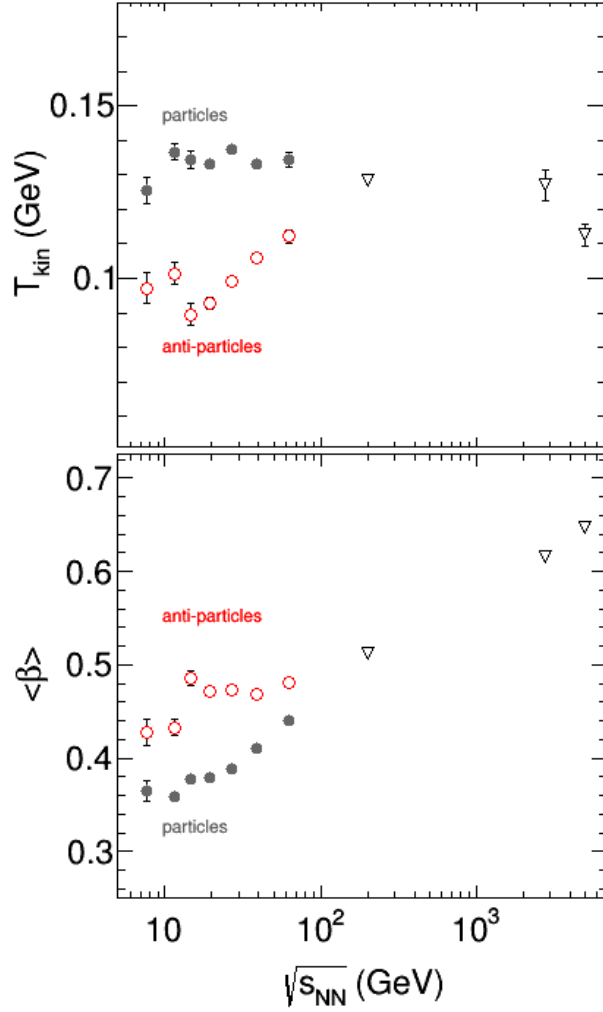 T_kin (GeV)
0.15
0.1
particles
anti-particles
<β>
0.7
0.6
0.5
0.4
0.3
anti-particles
particles
10
10²
10³
√s_NN (GeV)